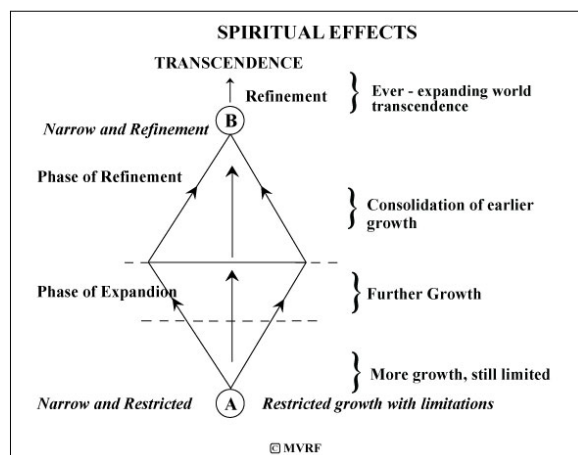 SPIRITUAL EFFECTS
TRANSCENDENCE
Refinement
Ever - expanding world
transcendence
Narrow and Refinement
B
Phase of Refinement
Consolidation of earlier
growth
Phase of Expandion
Further Growth
More growth, still limited
Narrow and Restricted
A
Restricted growth with limitations
© MVRF